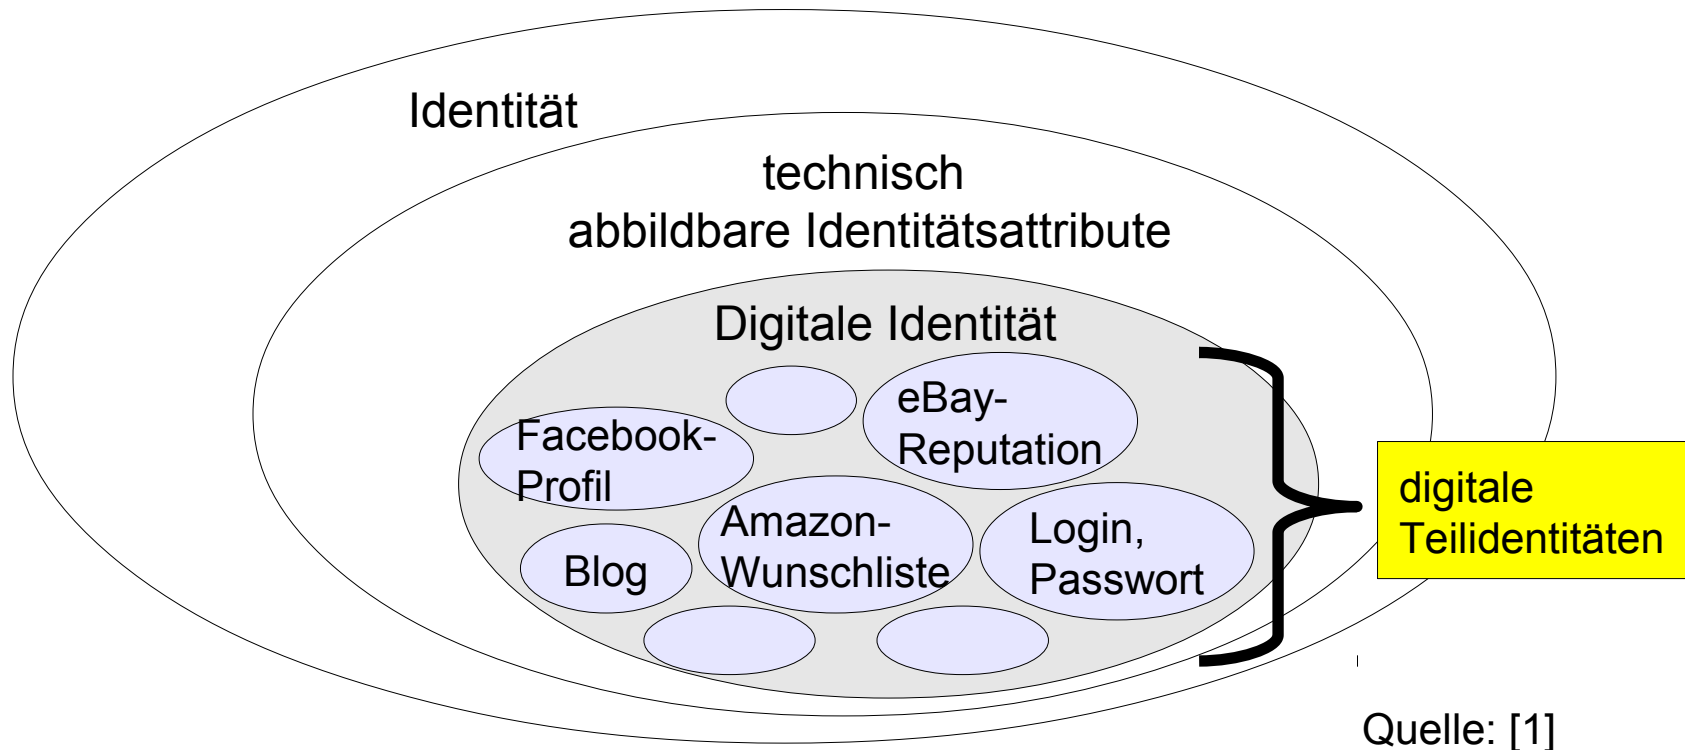 Identität
technisch
abbildbare Identitätsattribute
Digitale Identität
eBay-
Reputation
Facebook-
Profil
Amazon-
Wunschliste
Login,
Passwort
Blog
digitale
Teilidentitäten
Quelle: [1]